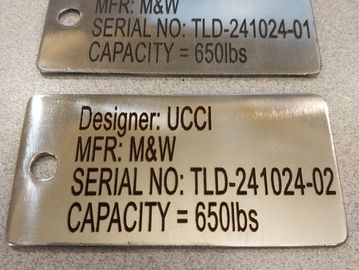 MFR: M&W
SERIAL NO: TLD-241024-01
CAPACITY = 650lbs
Designer: UCCI
MFR: M&W
SERIAL NO: TLD-241024-02
CAPACITY = 650lbs